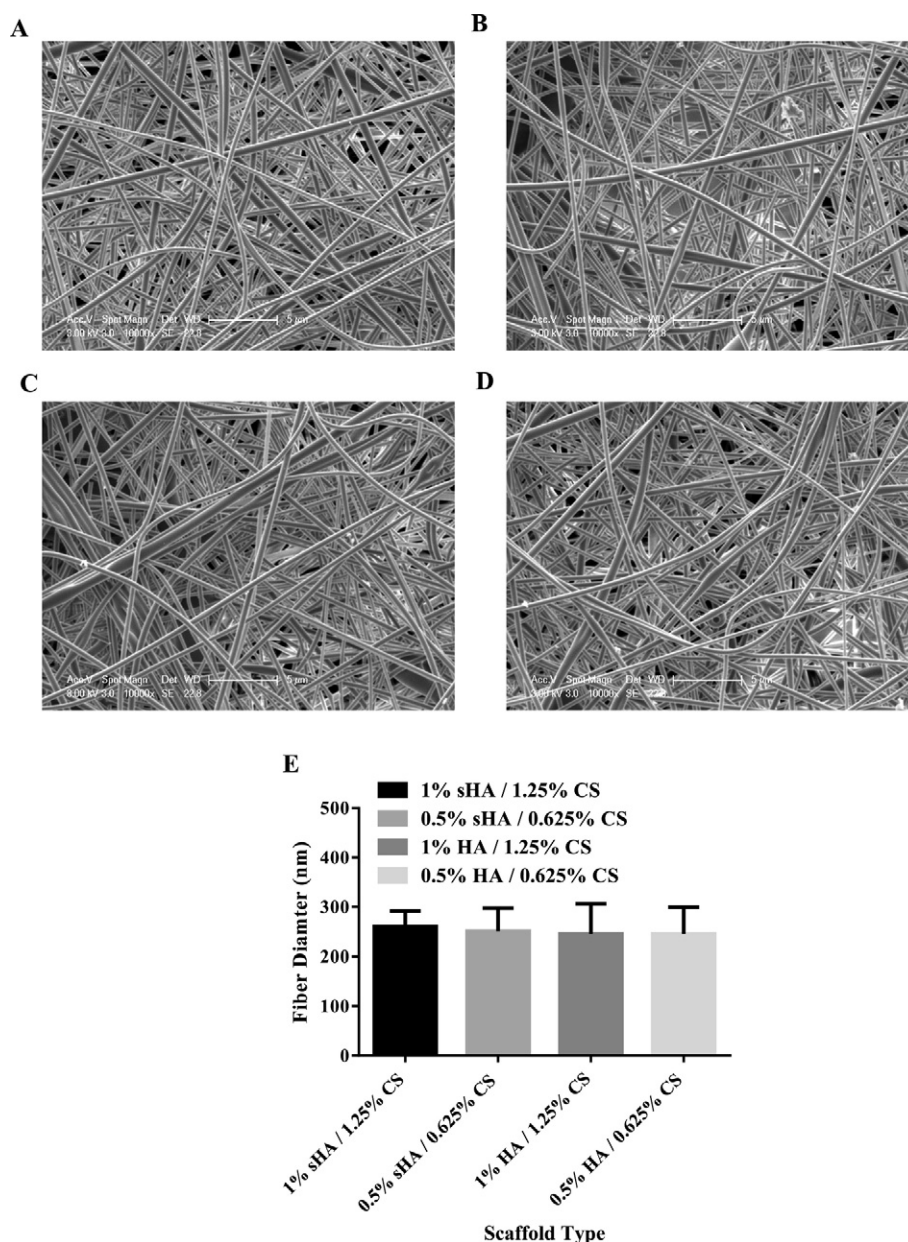 A
B
Acc.V Spot Magn Det WD 5 µm
3.00 kV 3.0 10000x SE 22.8
Acc.V Spot Magn Det WD 5 µm
3.00 kV 3.0 10000x SE 22.8
C
D
Acc.V Spot Magn Det WD 5 µm
3.00 kV 3.0 10000x SE 22.8
Acc.V Spot Magn Det WD 5 µm
3.00 kV 3.0 10000x SE
E
1% sHA / 1.25% CS
0.5% sHA / 0.625% CS
1% HA / 1.25% CS
0.5% HA / 0.625% CS
500
400
300
200
100
0
Fiber Diamter (nm)
1% sHA / 1.25% CS
0.5% sHA / 0.625% CS
1% HA / 1.25% CS
0.5% HA / 0.625% CS
Scaffold Type